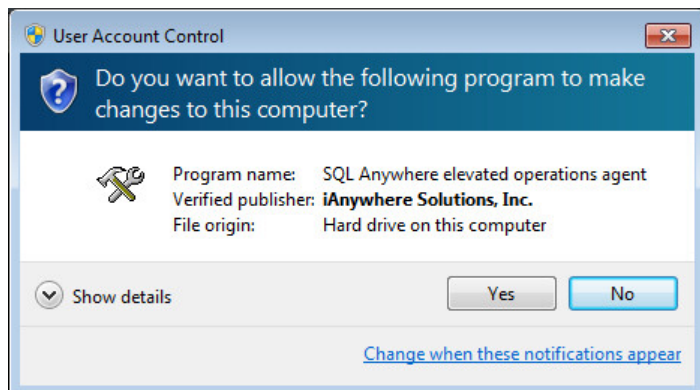 User Account Control
Do you want to allow the following program to make
changes to this computer?
Program name: SQL Anywhere elevated operations agent
Verified publisher: iAnywhere Solutions, Inc.
File origin: Hard drive on this computer
Show details
Yes
No
Change when these notifications appear